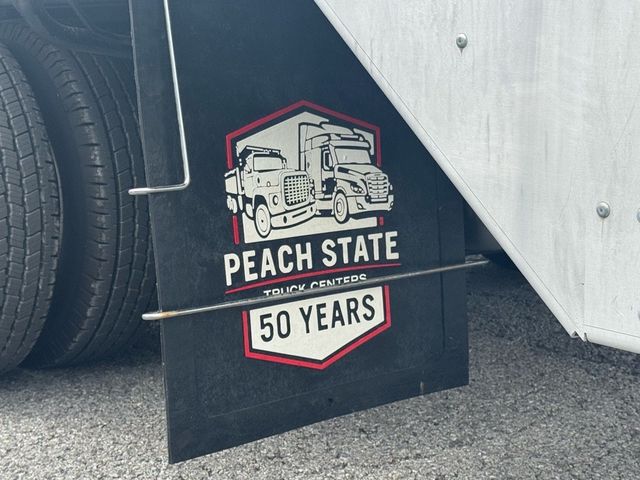 PEACH STATE
TRUCK CENTERS
50 YEARS